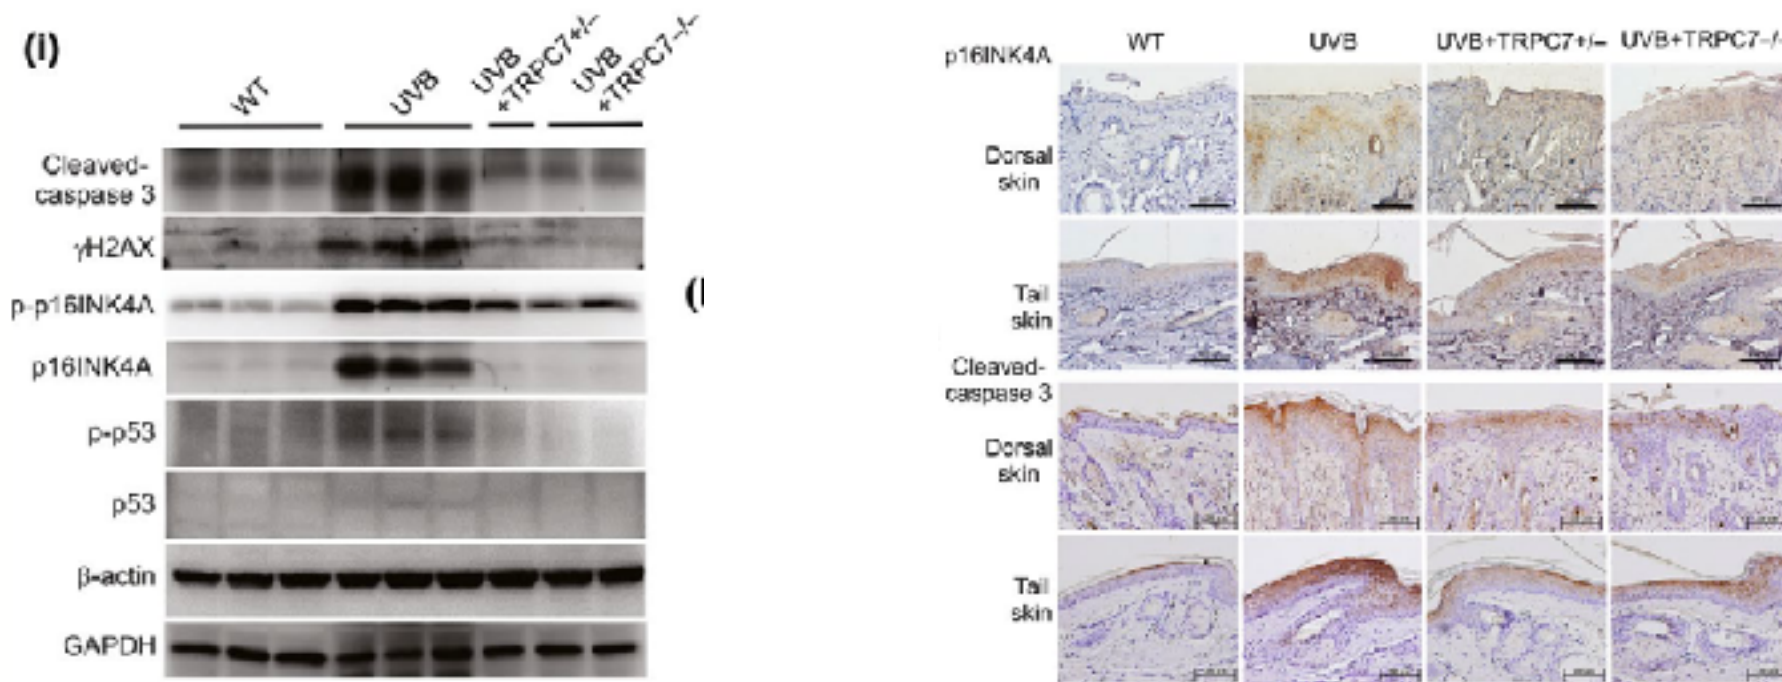 (i)
WT
UVB
UVB
+TRPC7+/–
UVB
+TRPC7–/–
Cleaved-
caspase 3
γH2AX
p-p16INK4A
p16INK4A
p-p53
p53
β-actin
GAPDH
p16INK4A
WT
UVB
UVB+TRPC7+/–
UVB+TRPC7–/–
Dorsal
skin
Tail
skin
Cleaved-
caspase 3
Dorsal
skin
Tail
skin